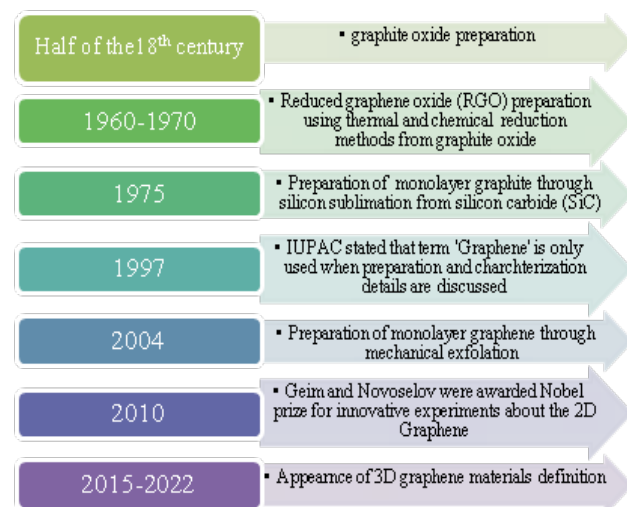 Half of the18th century
▪ graphite oxide preparation
1960-1970
▪ Reduced graphene oxide (RGO) preparation
using thermal and chemical reduction
methods from graphite oxide
1975
▪ Preparation of monolayer graphite through
silicon sublimation from silicon carbide (SiC)
1997
▪ IUPAC stated that term 'Graphene' is only
used when preparation and charchterization
details are discussed
2004
▪ Preparation of monolayer graphene through
mechanical exfolation
2010
▪ Geim and Novoselov were awarded Nobel
prize for innovative experiments about the 2D
Graphene
2015-2022
▪ Appearnce of 3D graphene materials definition